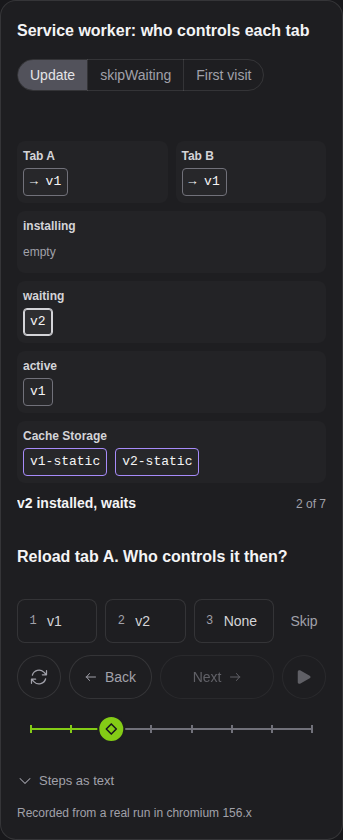 Service worker: who controls each tab
Update skipWaiting First visit
Tab A Tab B
→ v1 → v1
installing
empty
waiting
v2
active
v1
Cache Storage
v1-static v2-static
v2 installed, waits 2 of 7
Reload tab A. Who controls it then?
1 v1 2 v2 3 None Skip
← Back Next →
Steps as text
Recorded from a real run in chromium 156.x